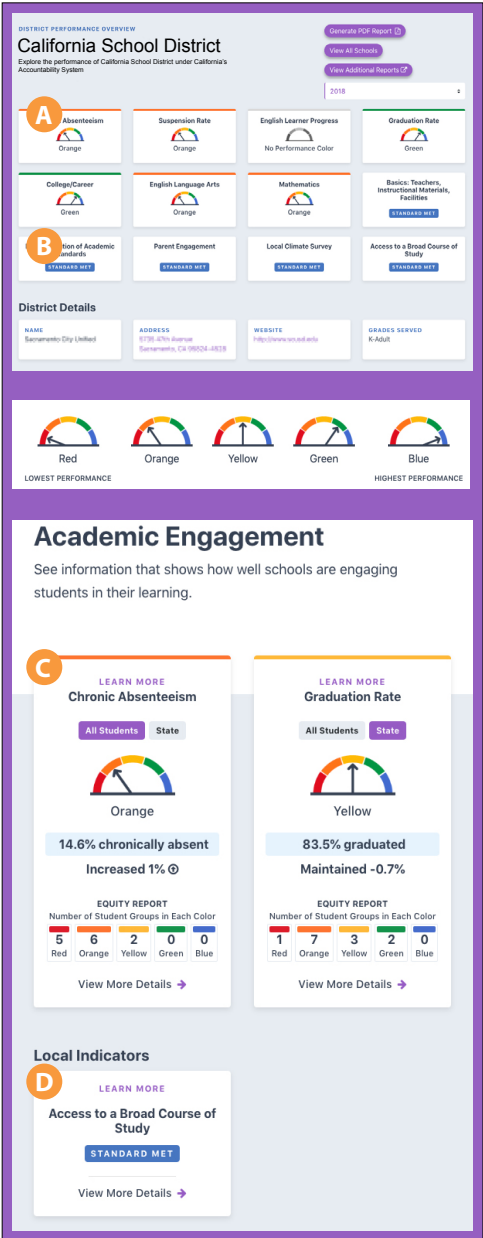 DISTRICT PERFORMANCE OVERVIEW
California School District
Explore the performance of California School District under California's
Accountability System
Generate PDF Report
View All Schools
View Additional Reports
2018
A
Absenteeism
Orange
Suspension Rate
Orange
English Learner Progress
No Performance Color
Graduation Rate
Green
College/Career
Green
English Language Arts
Orange
Mathematics
Orange
Basics: Teachers,
Instructional Materials,
Facilities
STANDARD MET
B
of Academic
STANDARD MET
Parent Engagement
STANDARD MET
Local Climate Survey
STANDARD MET
Access to a Broad Course of
Study
STANDARD MET
District Details
NAME
ADDRESS
WEBSITE
GRADES SERVED
K-Adult
Red
Orange
Yellow
Green
Blue
LOWEST PERFORMANCE
HIGHEST PERFORMANCE
Academic Engagement
See information that shows how well schools are engaging
students in their learning.
C
LEARN MORE
Chronic Absenteeism
All Students State
Orange
14.6% chronically absent
Increased 1%
EQUITY REPORT
Number of Student Groups in Each Color
5 6 2 0 0
Red Orange Yellow Green Blue
View More Details →
LEARN MORE
Graduation Rate
All Students State
Yellow
83.5% graduated
Maintained -0.7%
EQUITY REPORT
Number of Student Groups in Each Color
1 7 3 2 0
Red Orange Yellow Green Blue
View More Details →
Local Indicators
D
LEARN MORE
Access to a Broad Course of
Study
STANDARD MET
View More Details →